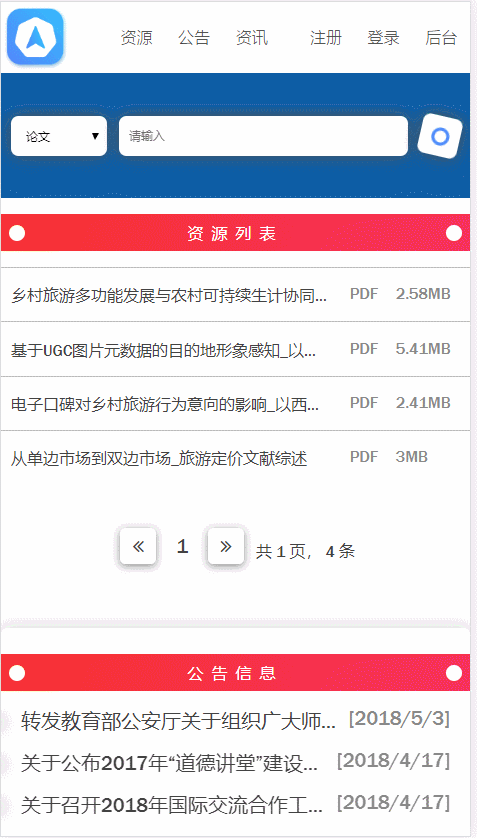 资源 公告 资讯 注册 登录 后台
论文 请输入
资源列表
乡村旅游多功能发展与农村可持续生计协同... PDF 2.58MB
基于UGC图片元数据的目的地形象感知_以... PDF 5.41MB
电子口碑对乡村旅游行为意向的影响_以西... PDF 2.41MB
从单边市场到双边市场_旅游定价文献综述 PDF 3MB
« 1 » 共 1 页， 4 条
公告信息
转发教育部公安厅关于组织广大师... [2018/5/3]
关于公布2017年“道德讲堂”建设... [2018/4/17]
关于召开2018年国际交流合作工... [2018/4/17]